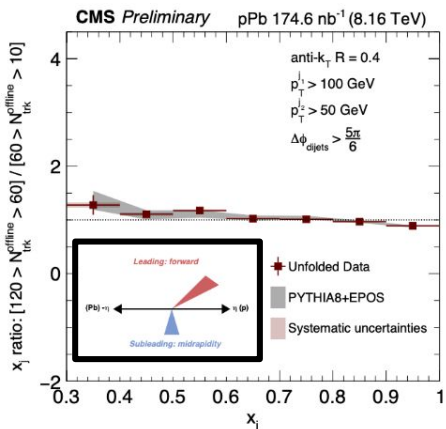 CMS Preliminary pPb 174.6 nb⁻¹ (8.16 TeV)
anti-k_T R = 0.4
p_T^{j_1} > 100 GeV
p_T^{j_2} > 50 GeV
Δϕ_dijets > 5π/6
x_j ratio: [120 > N_trk^offline > 60] / [60 > N_trk^offline > 10]
4
2
0
−2
Leading: forward
(Pb) -η
η (p)
Subleading: midrapidity
Unfolded Data
PYTHIA8+EPOS
Systematic uncertainties
0.3 0.4 0.5 0.6 0.7 0.8 0.9 1
x_j